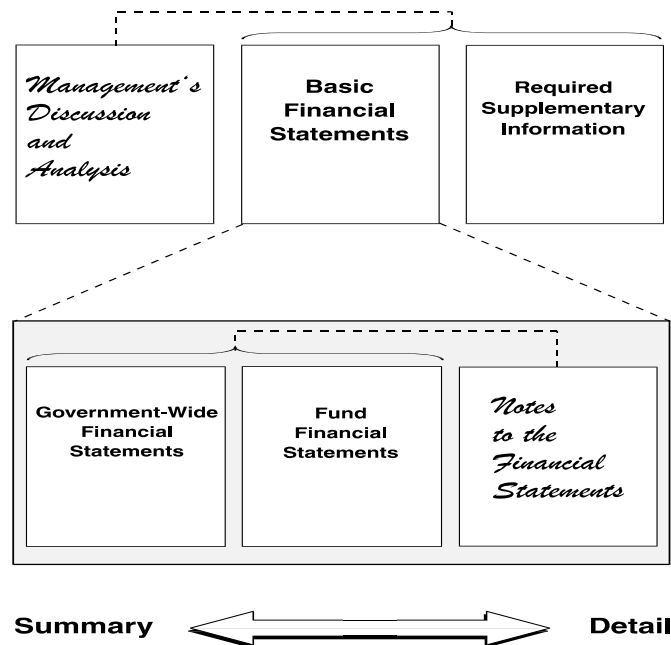 Management's
Discussion
and
Analysis
Basic
Financial
Statements
Required
Supplementary
Information
Government-Wide
Financial
Statements
Fund
Financial
Statements
Notes
to the
Financial
Statements
Summary
Detail